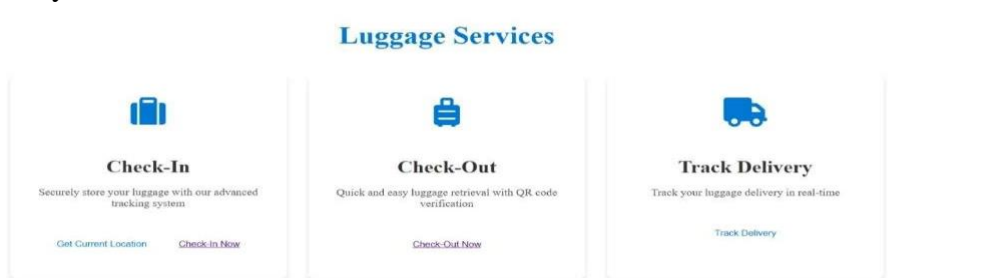 Luggage Services
Check-In
Securely store your luggage with our advanced
tracking system
Get Current Location
Check-In Now
Check-Out
Quick and easy luggage retrieval with QR code
verification
Check-Out Now
Track Delivery
Track your luggage delivery in real-time
Track Delivery